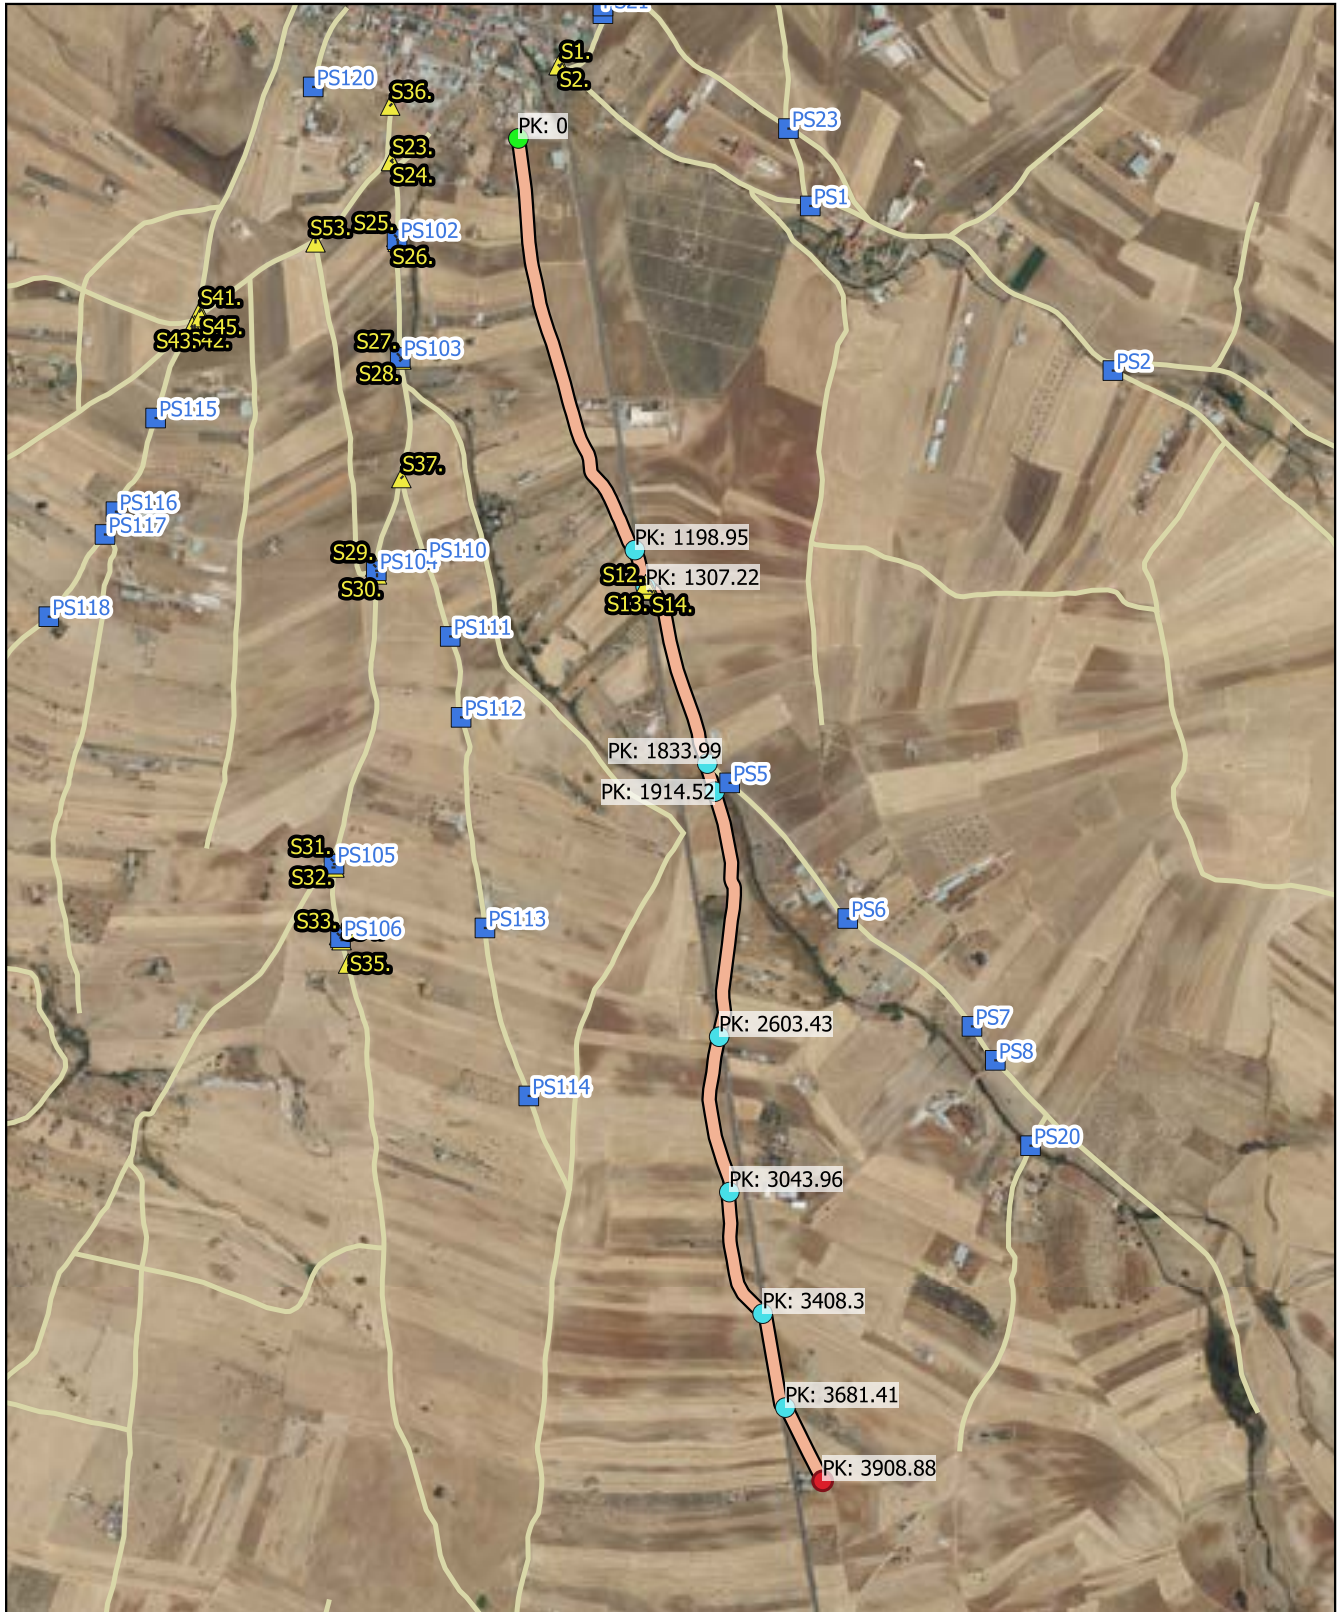 S1.
PS120
S2.
S36.
PS23
PK: 0
S23.
S24.
PS1
S25.
S53.
PS102
S26.
S41.
S45.
S27.
PS103
S28.
PS2
PS115
S37.
PS116
PS117
PK: 1198.95
S29.
PS110
S12.
PK: 1307.22
S30.
S13.
S14.
PS118
PS111
PS112
PK: 1833.99
PS5
PK: 1914.52
S31.
PS105
S32.
PS6
S33.
PS106
PS113
S35.
PS7
PK: 2603.43
PS8
PS114
PS20
PK: 3043.96
PK: 3408.3
PK: 3681.41
PK: 3908.88